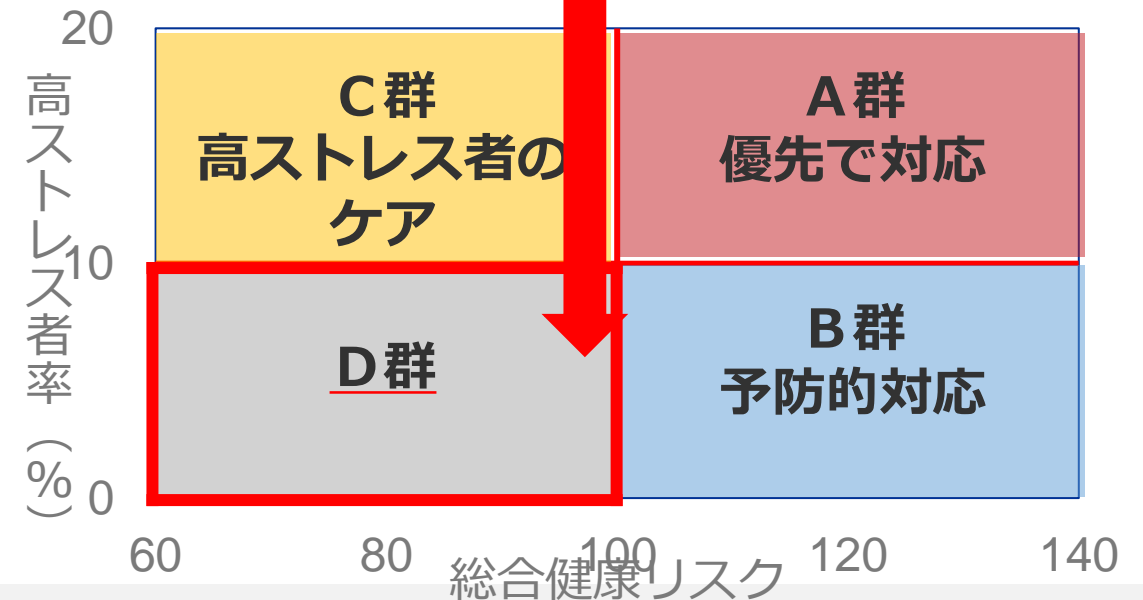 20
10
0
高ストレス者率（%）
C群
高ストレス者の
ケア
A群
優先で対応
D群
B群
予防的対応
60
80
100
120
140
総合健康リスク